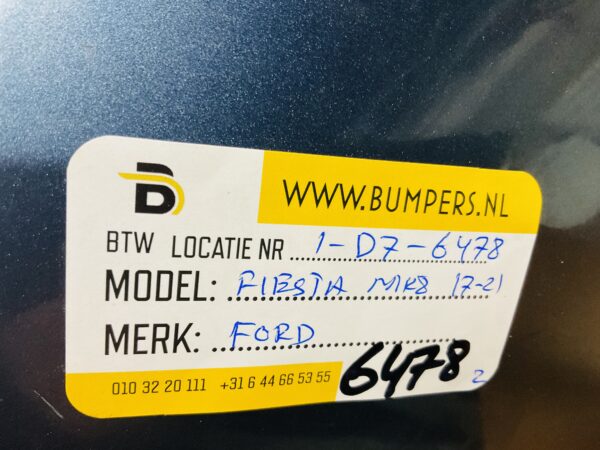 WWW.BUMPERS.NL
BTW LOCATIE NR 1-D7-6478
MODEL: FIESTA MK8 17-21
MERK: FORD
010 32 20 111 +31 6 44 66 53 55 6478 2